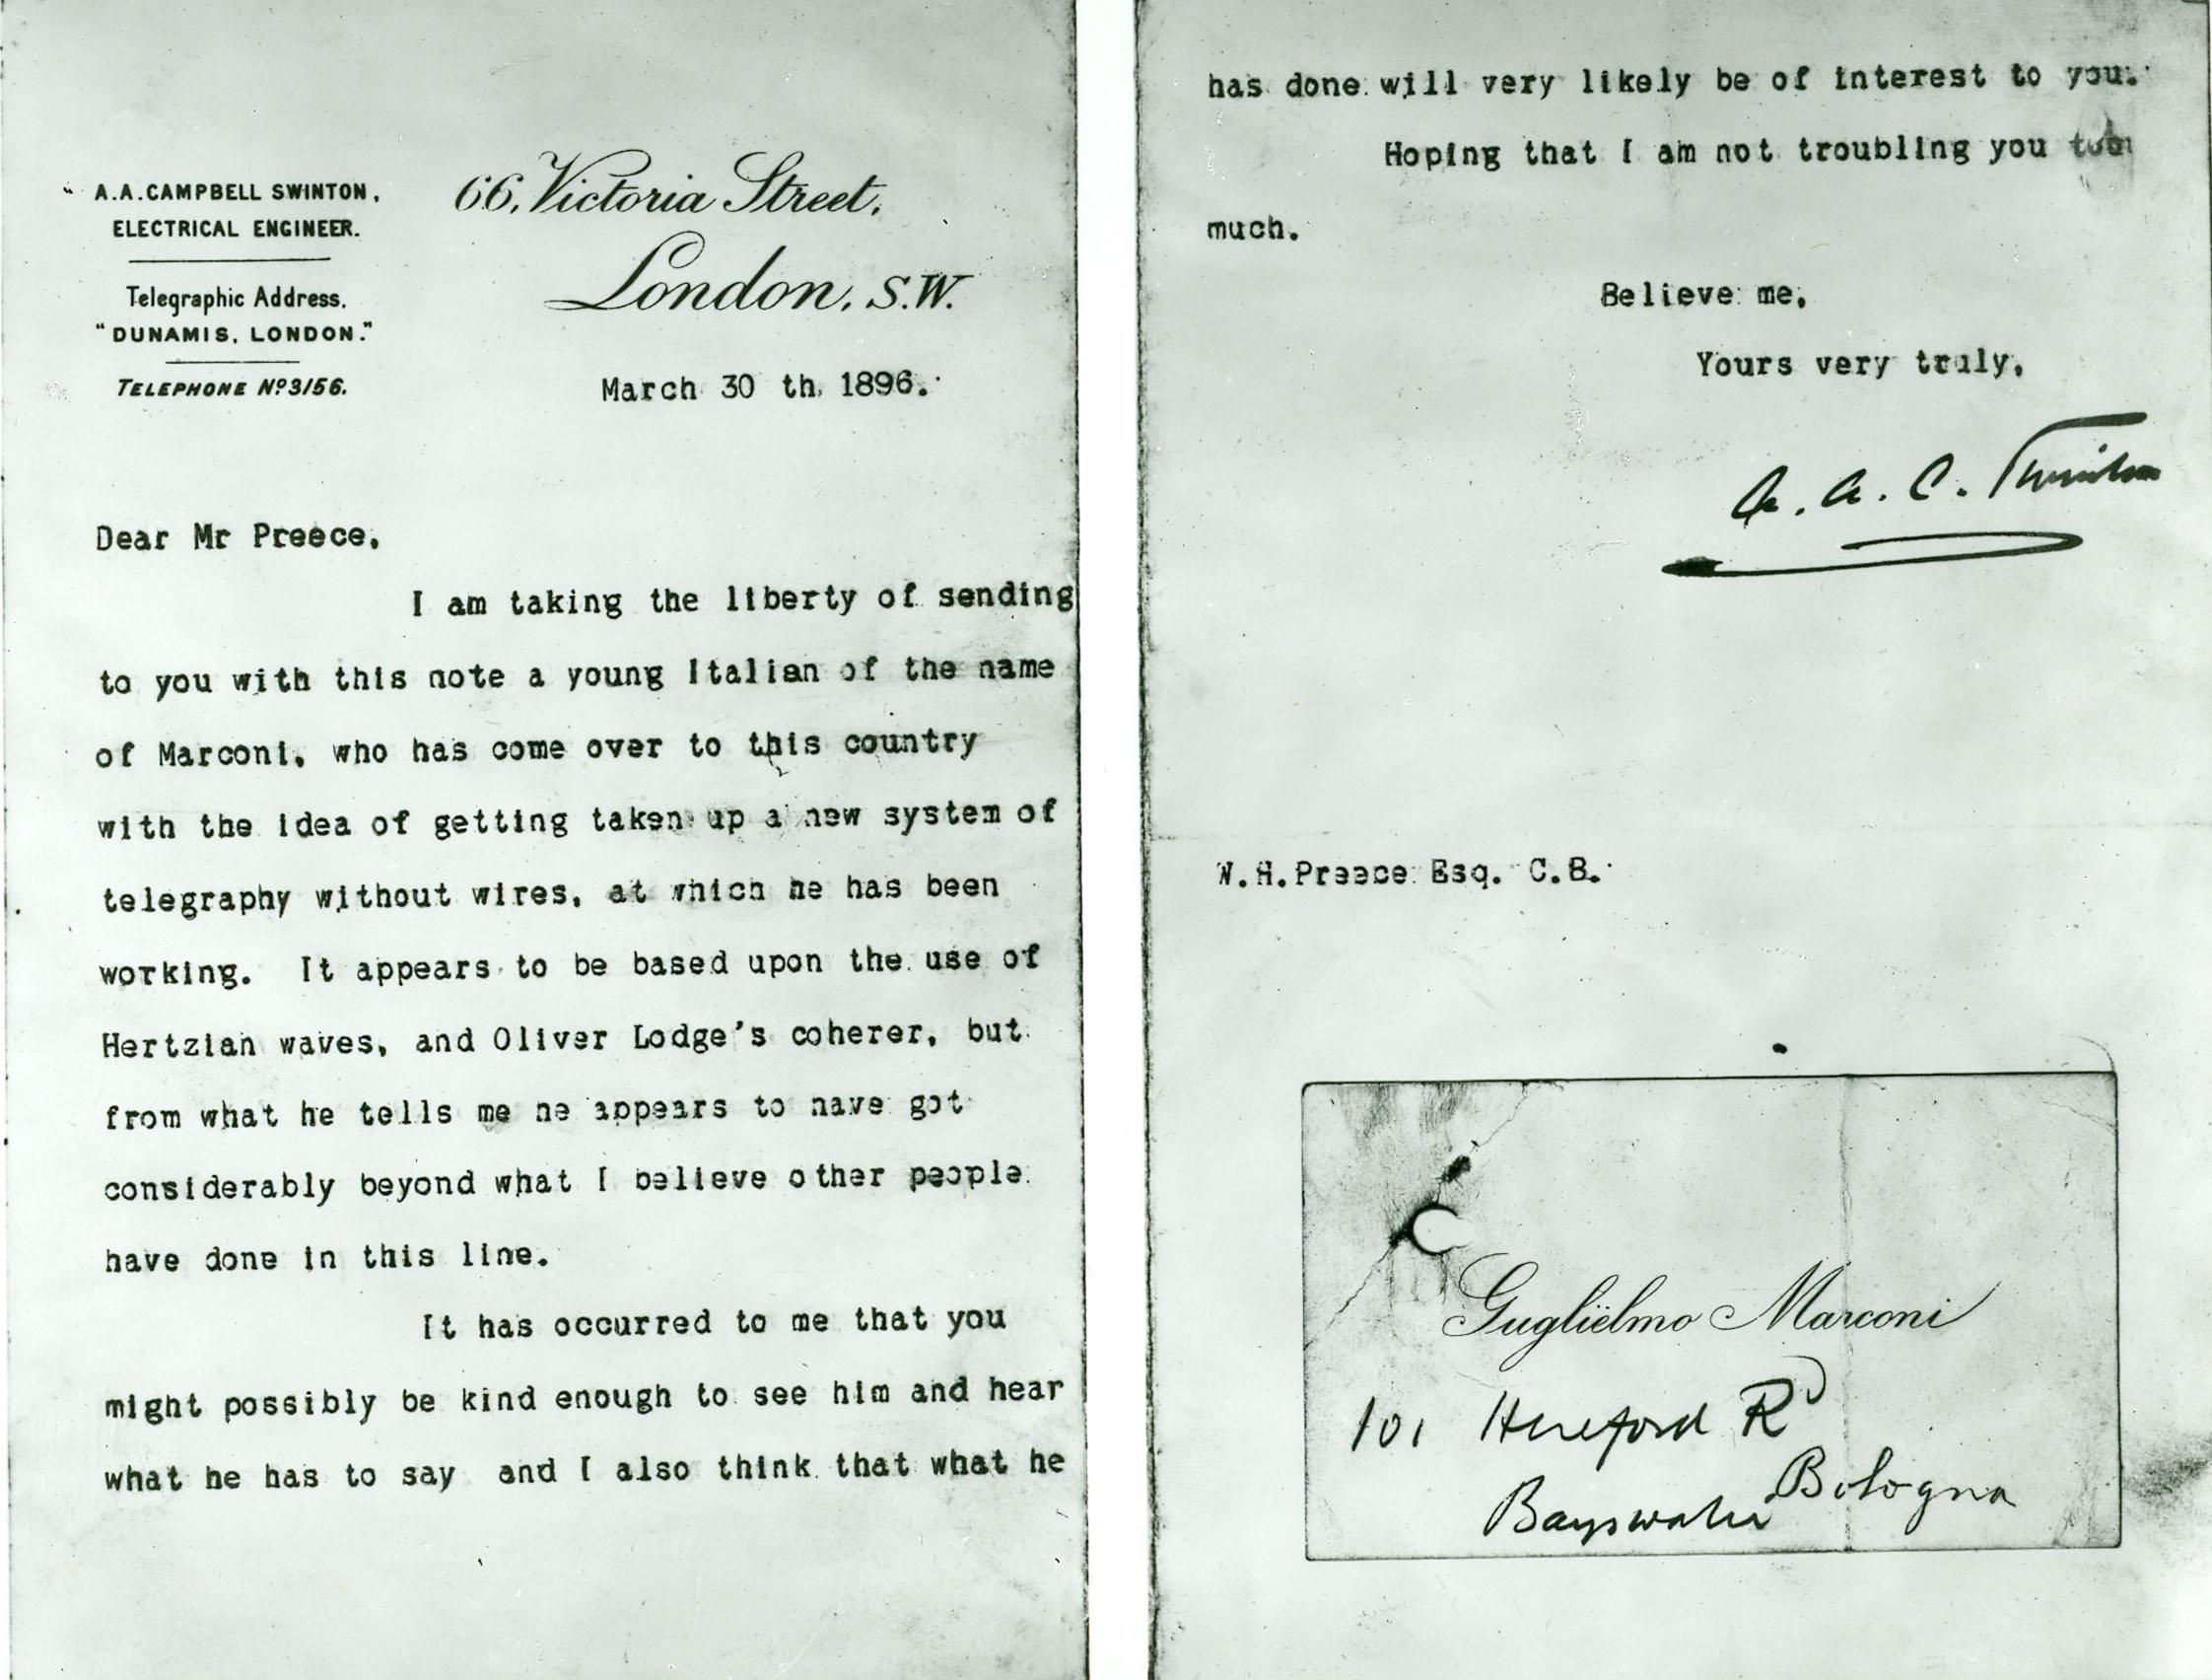 A.A. CAMPBELL SWINTON,
ELECTRICAL ENGINEER.
Telegraphic Address,
"DUNAMIS, LONDON."
TELEPHONE Nº 3156.
66, Victoria Street,
London, S.W.
March 30 th, 1896.
Dear Mr Preece,
I am taking the liberty of sending
to you with this note a young Italian of the name
of Marconi, who has come over to this country
with the idea of getting taken up a new system of
telegraphy without wires, at which he has been
working. It appears to be based upon the use of
Hertzian waves, and Oliver Lodge's coherer, but
from what he tells me he appears to have got
considerably beyond what I believe other people
have done in this line.
It has occurred to me that you
might possibly be kind enough to see him and hear
what he has to say and I also think that what he
has done will very likely be of interest to you.
Hoping that I am not troubling you too
much.
Believe me,
Yours very truly,
A. A. C. Swinton
W.H. Preece Esq. C.B.
Guglielmo Marconi
101 Hereford Rd
Bayswater Bologna